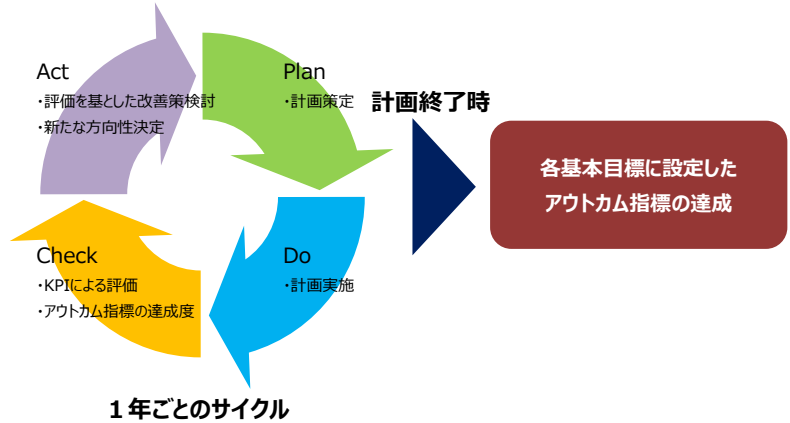 Act
・評価を基とした改善策検討
・新たな方向性決定
Plan
・計画策定
計画終了時
各基本目標に設定した
アウトカム指標の達成
Check
・KPIによる評価
・アウトカム指標の達成度
Do
・計画実施
１年ごとのサイクル